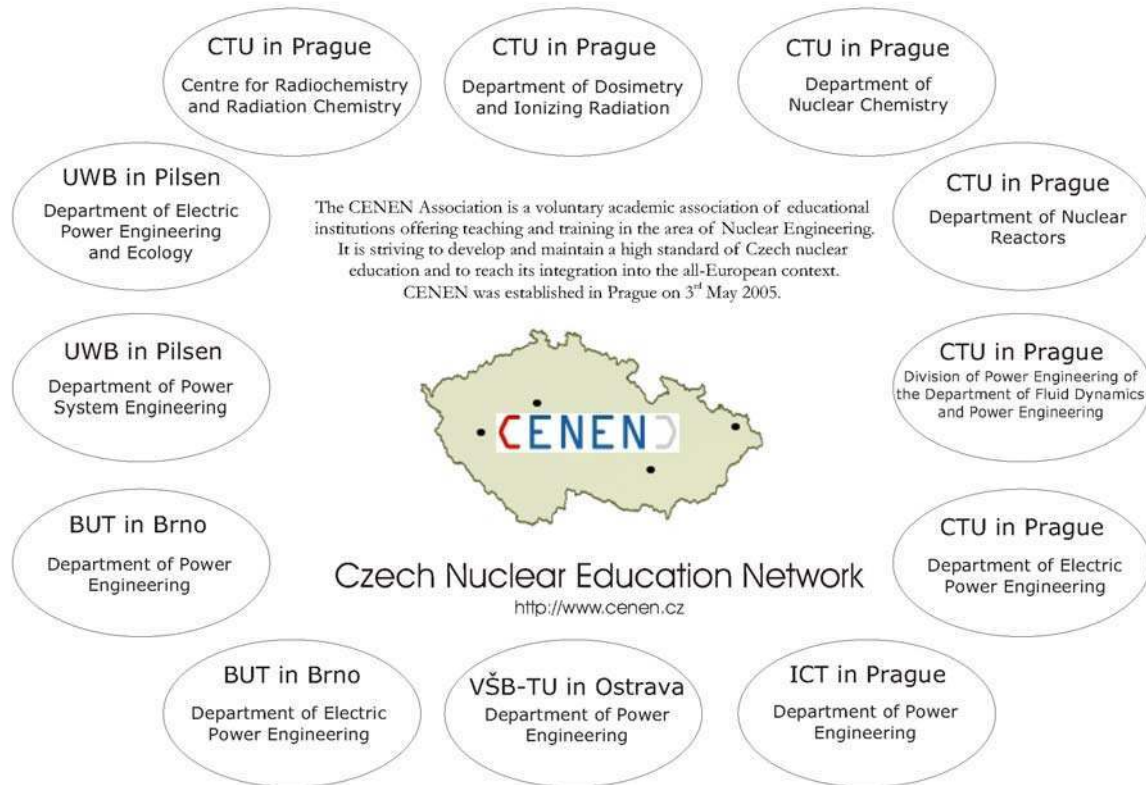 CTU in Prague
Centre for Radiochemistry
and Radiation Chemistry
CTU in Prague
Department of Dosimetry
and Ionizing Radiation
CTU in Prague
Department of
Nuclear Chemistry
UWB in Pilsen
Department of Electric
Power Engineering
and Ecology
The CENEN Association is a voluntary academic association of educational
institutions offering teaching and training in the area of Nuclear Engineering.
It is striving to develop and maintain a high standard of Czech nuclear
education and to reach its integration into the all-European context.
CENEN was established in Prague on 3rd May 2005.
CTU in Prague
Department of Nuclear
Reactors
UWB in Pilsen
Department of Power
System Engineering
CENEN
CTU in Prague
Division of Power Engineering of
the Department of Fluid Dynamics
and Power Engineering
BUT in Brno
Department of Power
Engineering
Czech Nuclear Education Network
http://www.cenen.cz
CTU in Prague
Department of Electric
Power Engineering
BUT in Brno
Department of Electric
Power Engineering
VŠB-TU in Ostrava
Department of Power
Engineering
ICT in Prague
Department of Power
Engineering